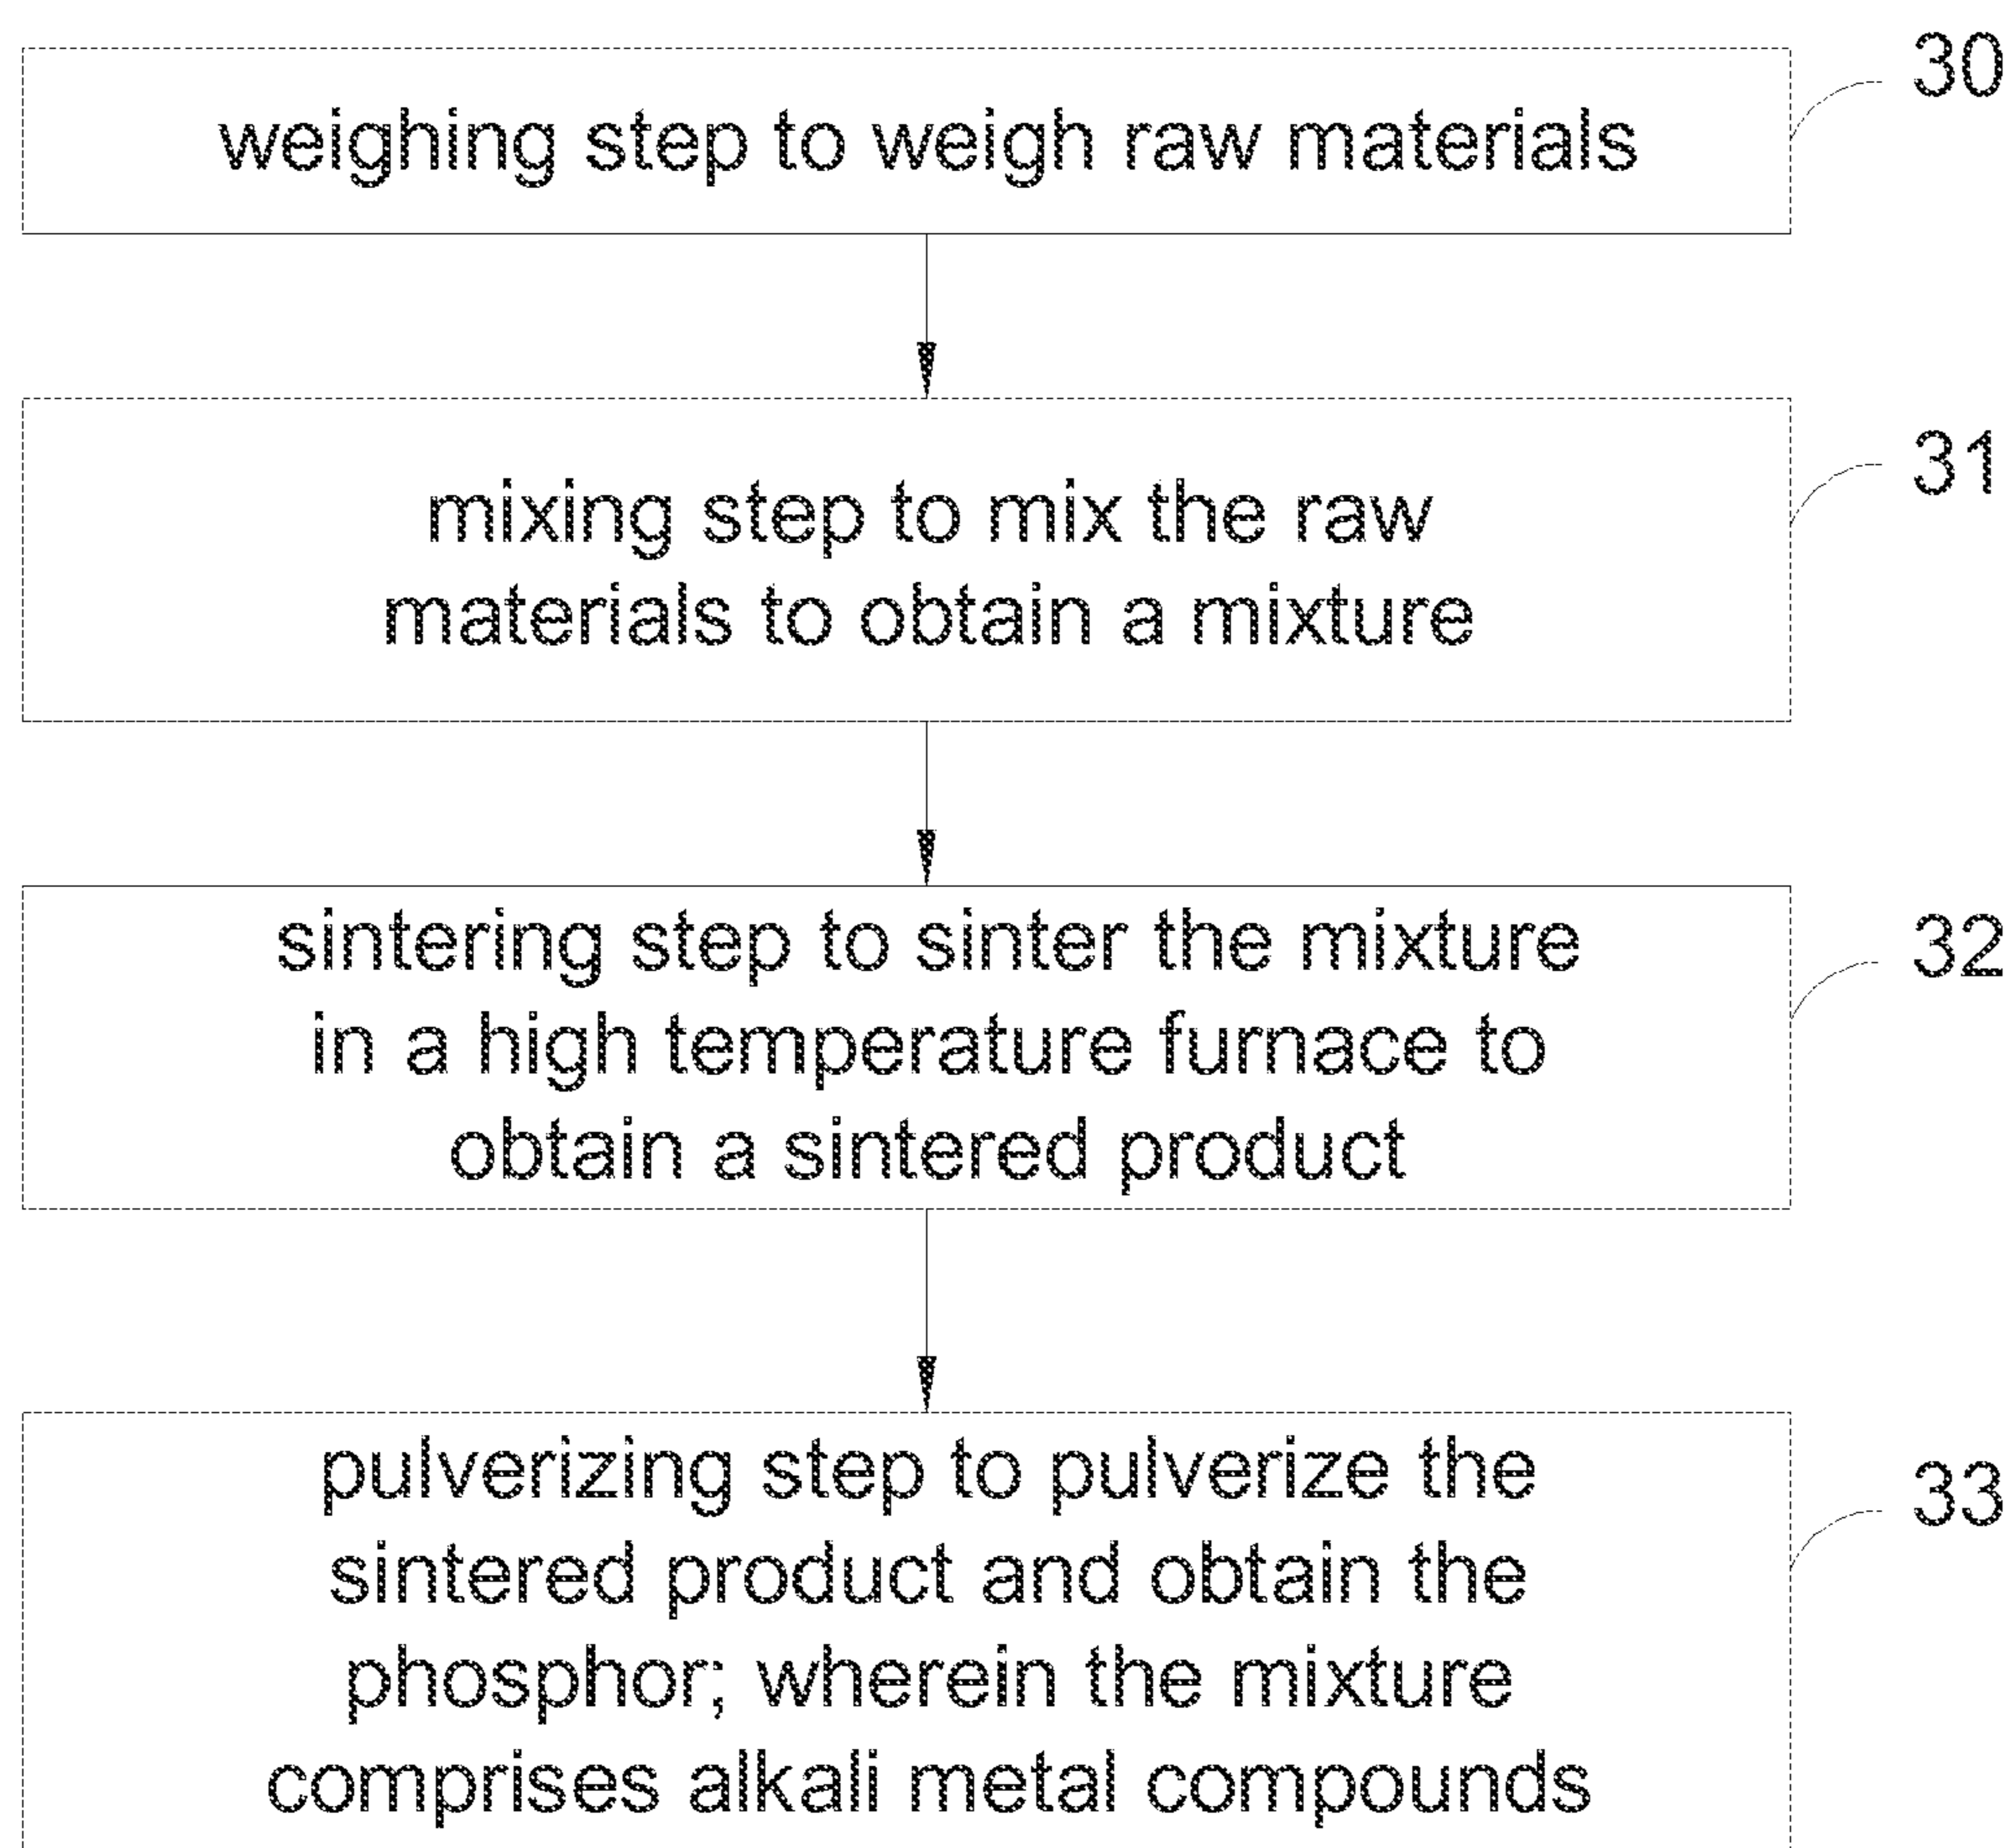 30
weighing step to weigh raw materials
31
mixing step to mix the raw
materials to obtain a mixture
32
sintering step to sinter the mixture
in a high temperature furnace to
obtain a sintered product
33
pulverizing step to pulverize the
sintered product and obtain the
phosphor; wherein the mixture
comprises alkali metal compounds